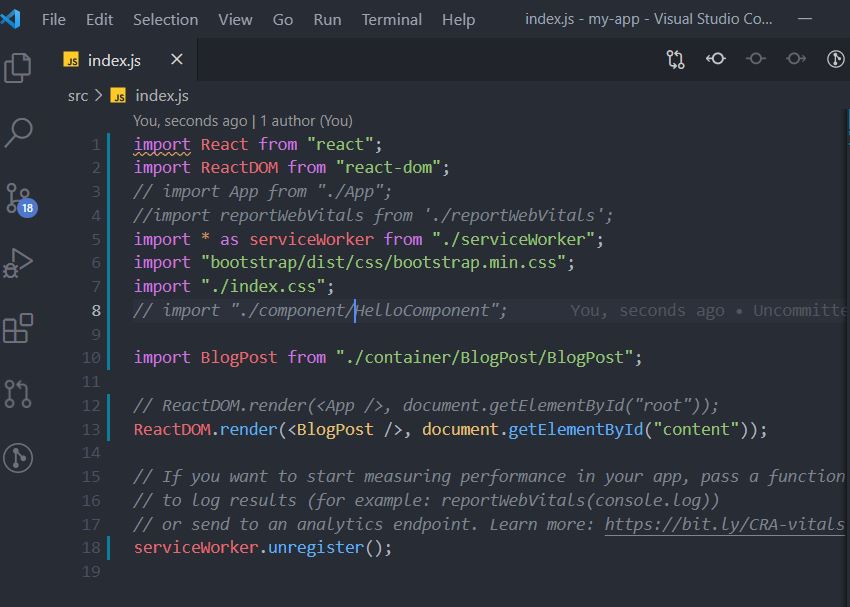 File Edit Selection View Go Run Terminal Help index.js - my-app - Visual Studio Co...
JS index.js
src > JS index.js
You, seconds ago | 1 author (You)
1 import React from "react";
2 import ReactDOM from "react-dom";
3 // import App from "./App";
4 //import reportWebVitals from './reportWebVitals';
5 import * as serviceWorker from "./serviceWorker";
6 import "bootstrap/dist/css/bootstrap.min.css";
7 import "./index.css";
8 // import "./component/HelloComponent"; You, seconds ago • Uncommitte
9
10 import BlogPost from "./container/BlogPost/BlogPost";
11
12 // ReactDOM.render(<App />, document.getElementById("root"));
13 ReactDOM.render(<BlogPost />, document.getElementById("content"));
14
15 // If you want to start measuring performance in your app, pass a function
16 // to log results (for example: reportWebVitals(console.log))
17 // or send to an analytics endpoint. Learn more: https://bit.ly/CRA-vitals
18 serviceWorker.unregister();
19
18